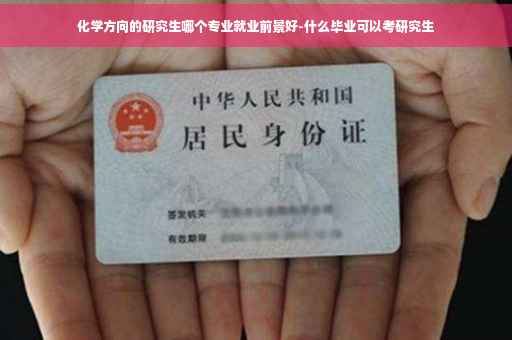 化学方向的研究生哪个专业就业前景好-什么毕业可以考研究生
中华人民共和国
居民身份证
签发机关
有效期限